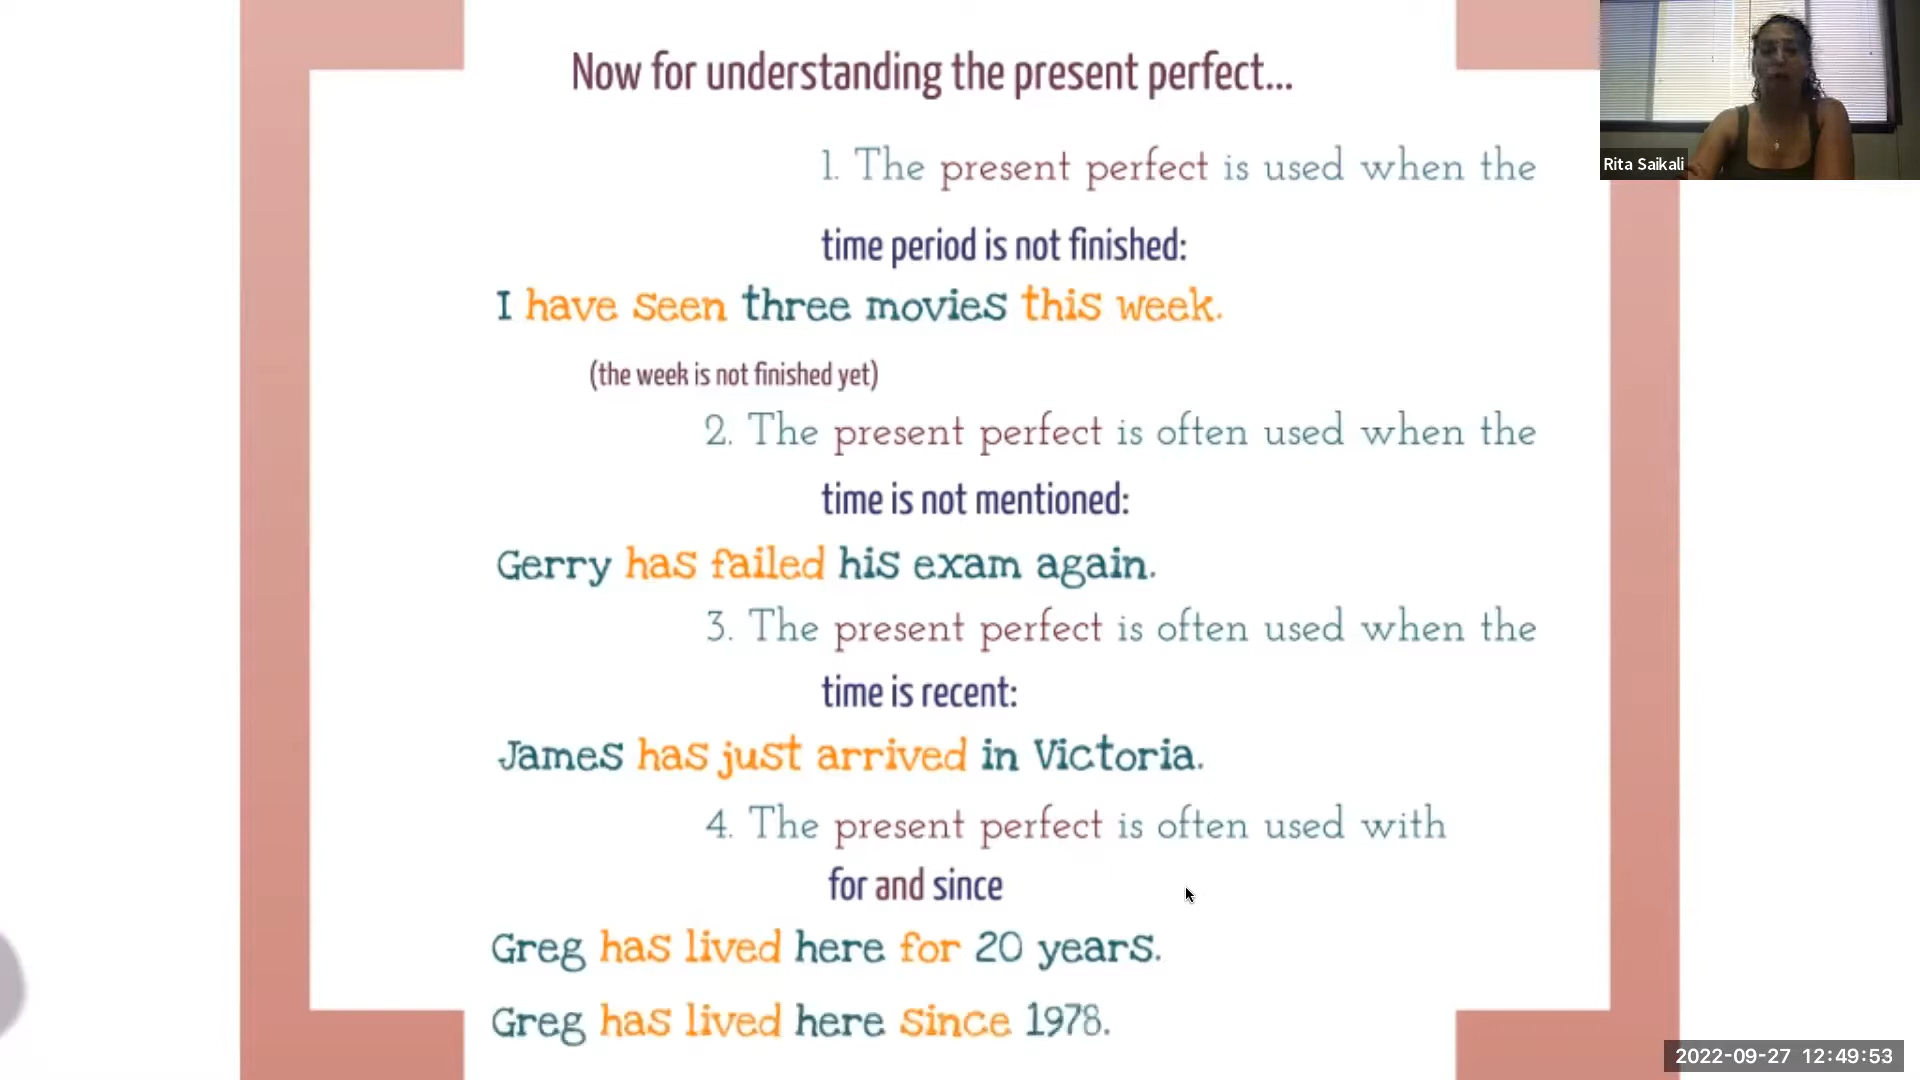 Now for understanding the present perfect...
1. The present perfect is used when the
time period is not finished:
I have seen three movies this week.
(the week is not finished yet)
2. The present perfect is often used when the
time is not mentioned:
Gerry has failed his exam again.
3. The present perfect is often used when the
time is recent:
James has just arrived in Victoria.
4. The present perfect is often used with
for and since
Greg has lived here for 20 years.
Greg has lived here since 1978.
Rita Saikali
2022-09-27 12:49:53